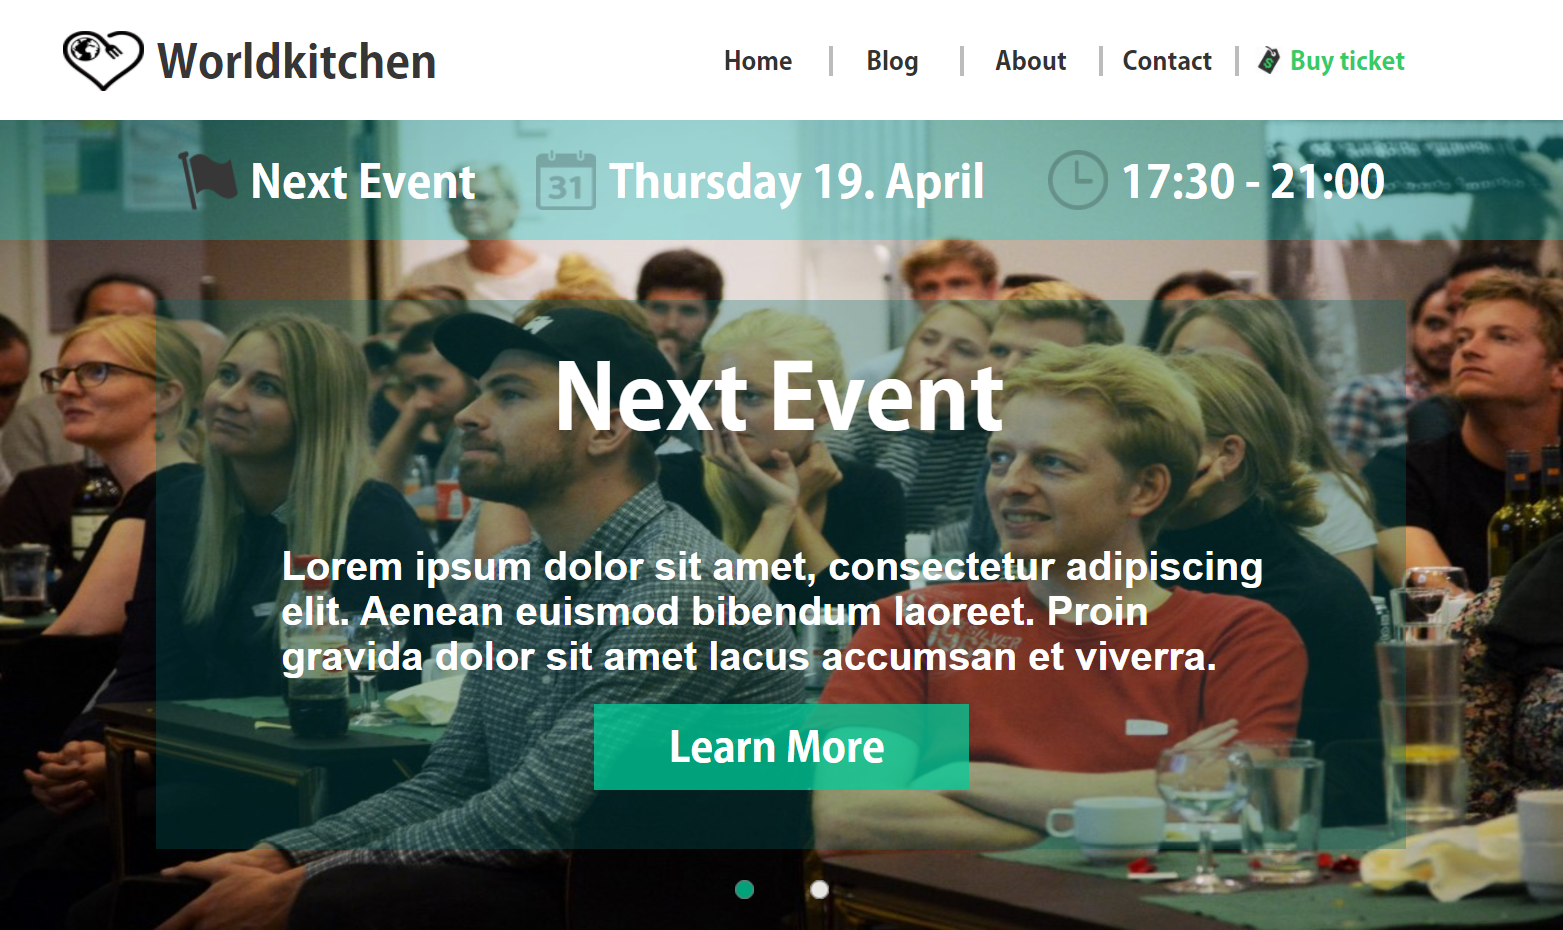 Worldkitchen
Home
Blog
About
Contact
Buy ticket
Next Event
31
Thursday 19. April
17:30 - 21:00
Next Event
Lorem ipsum dolor sit amet, consectetur adipiscing
elit. Aenean euismod bibendum laoreet. Proin
gravida dolor sit amet lacus accumsan et viverra.
Learn More